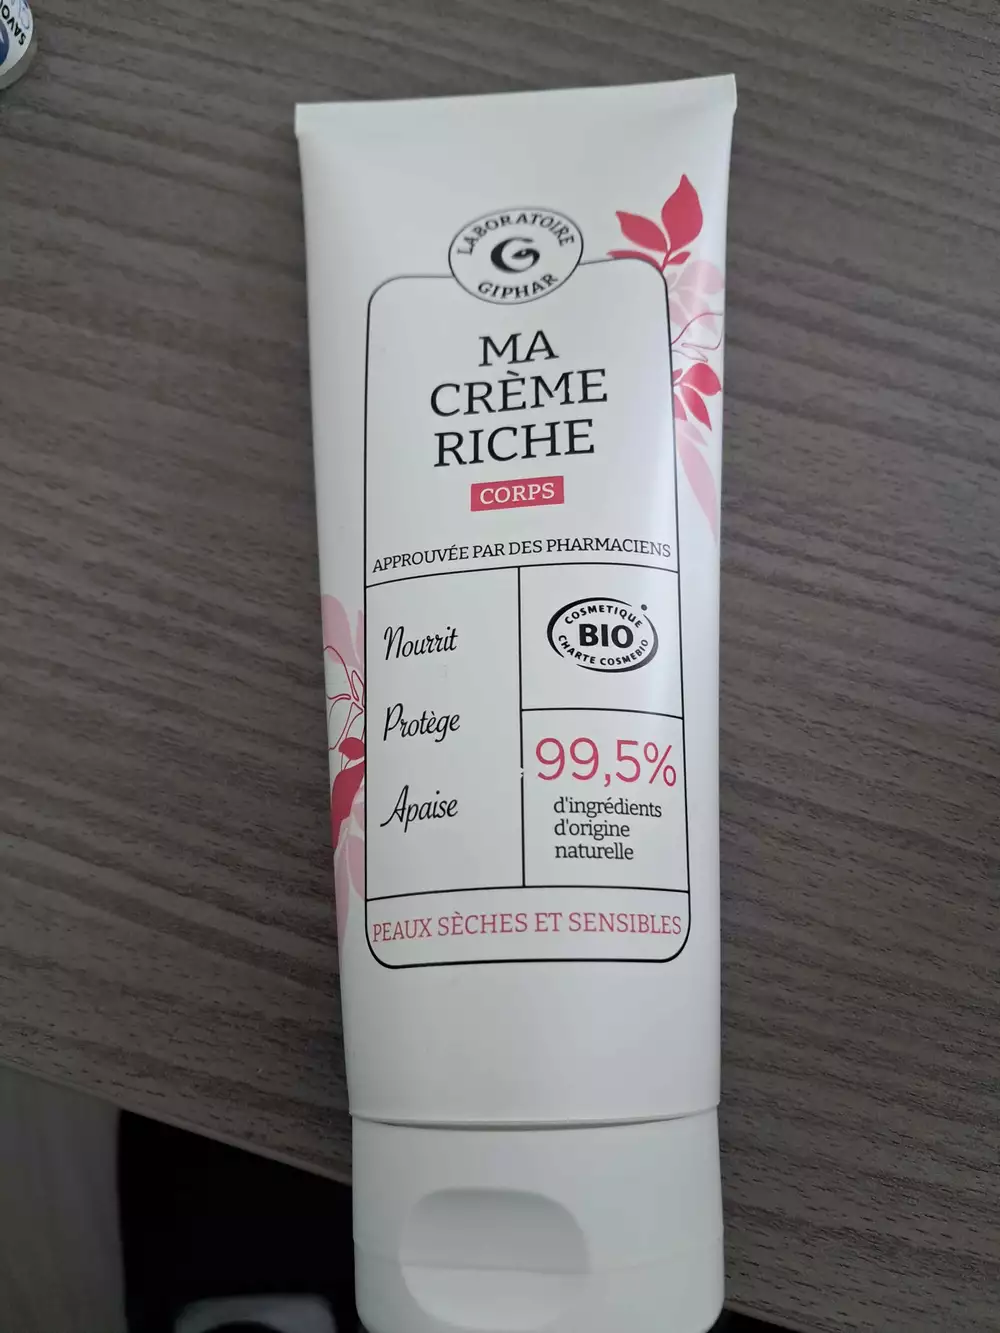 SAVO
LABORATOIRE
G
GIPHAR
MA
CRÈME
RICHE
CORPS
APPROUVÉE PAR DES PHARMACIENS
Nourrit
Protège
Apaise
COSMETIQUE
BIO
CHARTE COSMEBIO
99,5%
d'ingrédients
d'origine
naturelle
PEAUX SÈCHES ET SENSIBLES